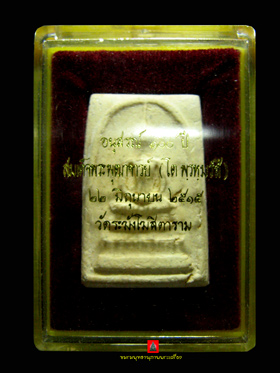 อนุสรณ์ ๑๐๐ ปี
สมเด็จพระพุฒาจารย์ (โต พรหมรังสี)
๒๒ มิถุนายน ๒๕๑๕
วัดระฆังโฆสิตาราม